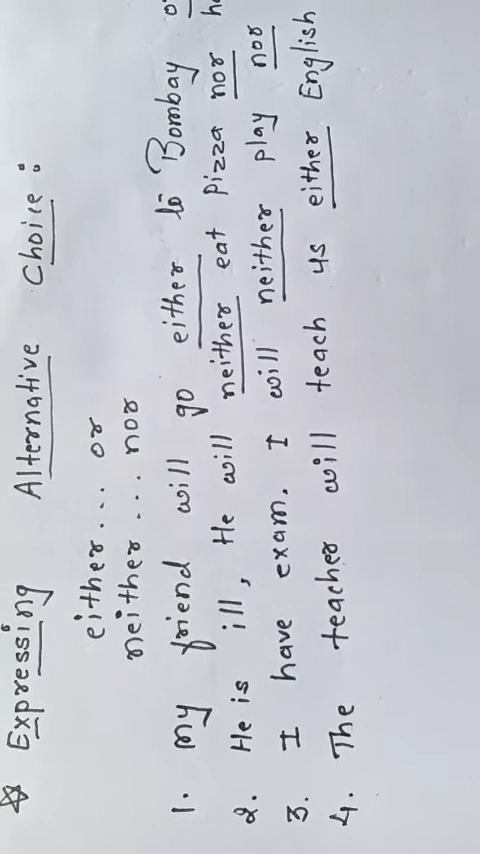 ☆ Expressing Alternative Choice :
either... or
neither... nor
1. My friend will go either to Bombay
2. He is ill, He will neither eat pizza nor
3. I have exam. I will neither play nor
4. The teacher will teach us either English